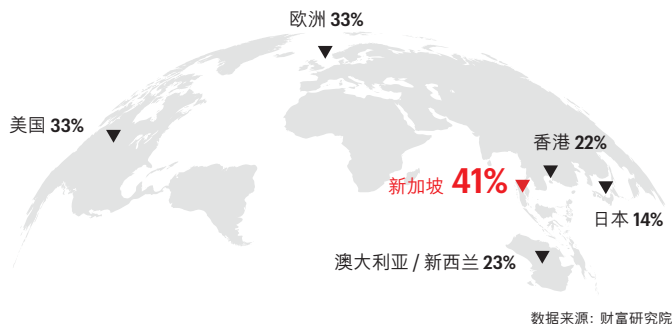 欧洲 33%
美国 33%
香港 22%
新加坡 41%
日本 14%
澳大利亚 / 新西兰 23%
数据来源: 财富研究院